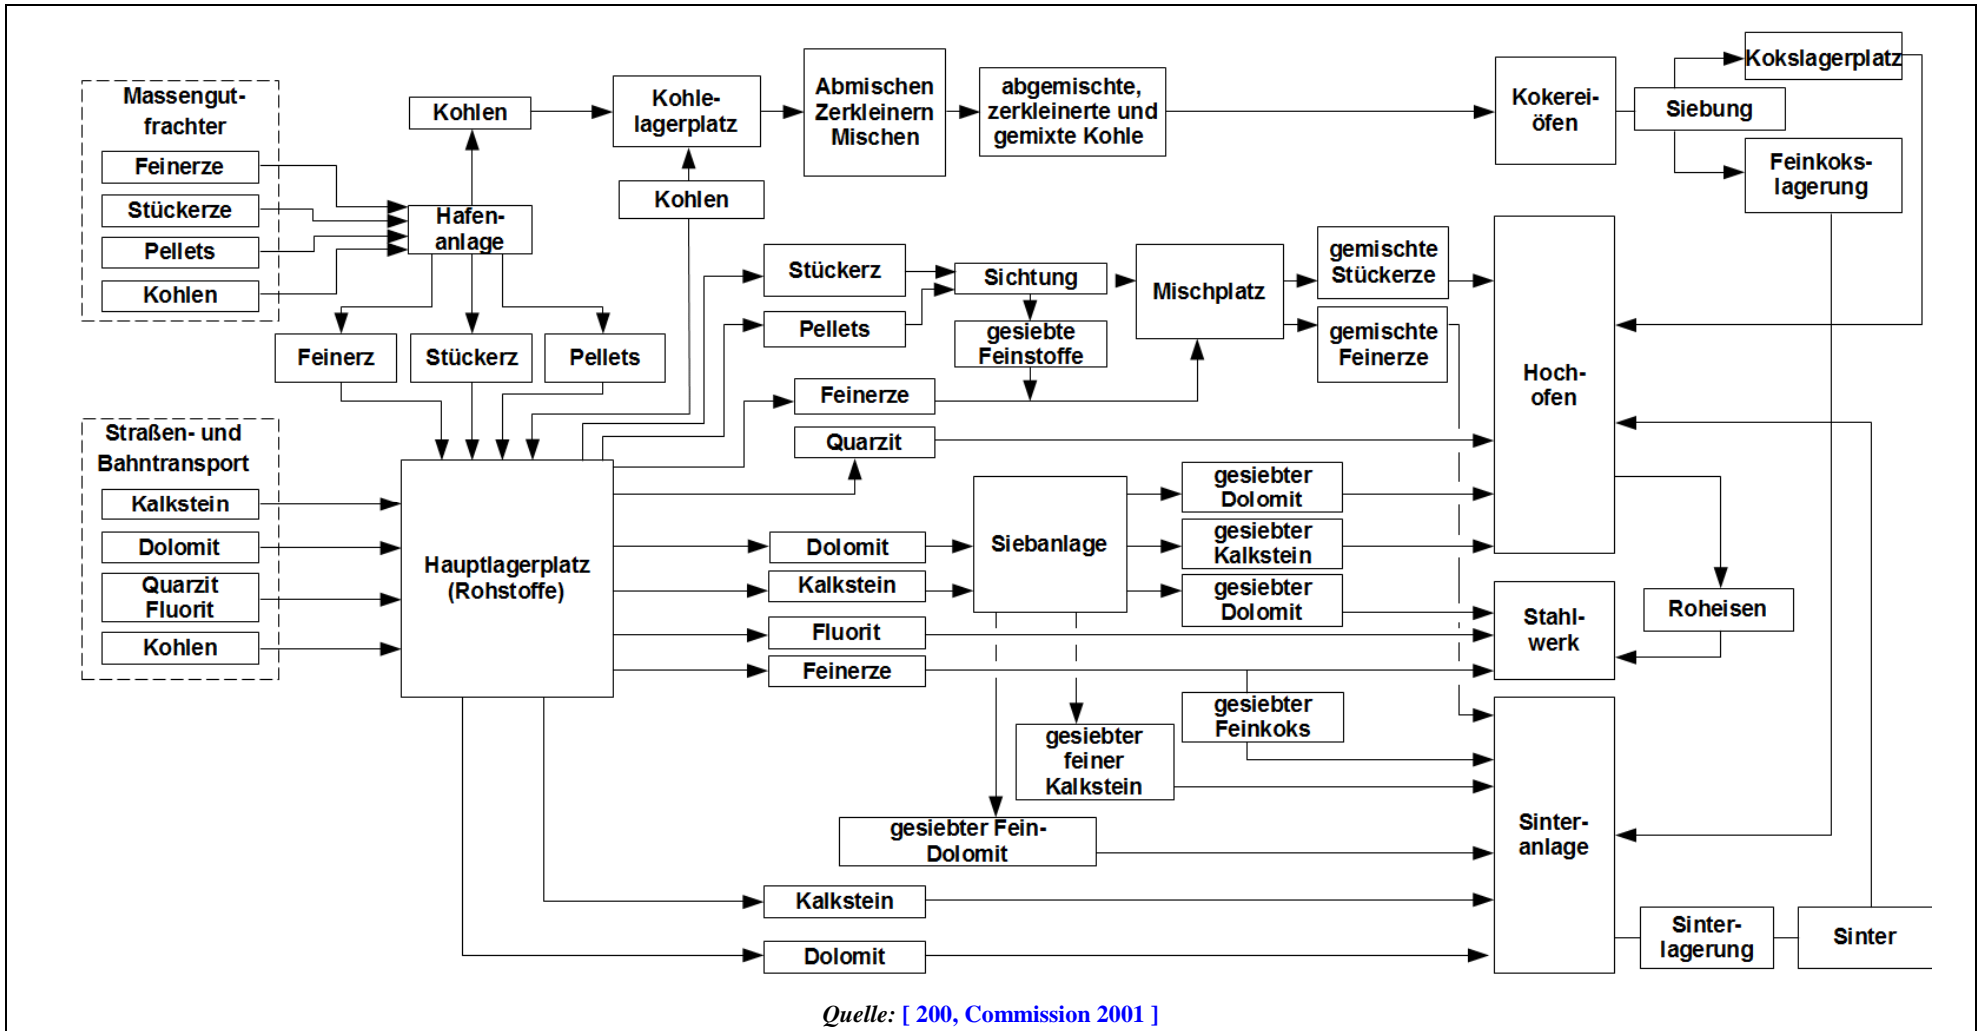 Massengut-
frachter
Feinerze
Stückerze
Pellets
Kohlen
Straßen- und
Bahntransport
Kalkstein
Dolomit
Quarzit
Fluorit
Kohlen
Kohlen
Hafen-
anlage
Feinerz
Stückerz
Pellets
Hauptlagerplatz
(Rohstoffe)
Kohle-
lagerplatz
Kohlen
Abmischen
Zerkleinern
Mischen
abgemischte,
zerkleinerte und
gemixte Kohle
Stückerz
Pellets
Sichtung
gesiebte
Feinstoffe
Mischplatz
gemischte
Stückerze
gemischte
Feinerze
Feinerze
Quarzit
Dolomit
Kalkstein
Fluorit
Feinerze
Siebanlage
gesiebter
Dolomit
gesiebter
Kalkstein
gesiebter
Dolomit
gesiebter
Feinkoks
gesiebter
feiner
Kalkstein
gesiebter Fein-
Dolomit
Kalkstein
Dolomit
Kokerei-
öfen
Siebung
Kokslagerplatz
Feinkoks-
lagerung
Hoch-
ofen
Roheisen
Stahl-
werk
Sinter-
anlage
Sinter-
lagerung
Sinter
Quelle: [ 200, Commission 2001 ]